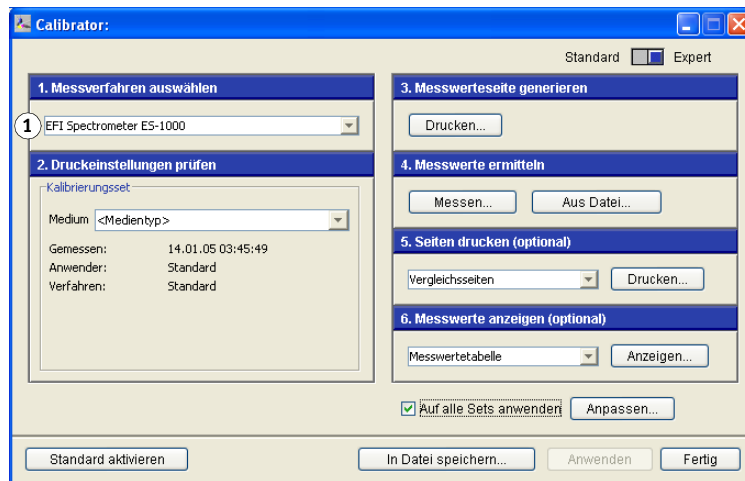 Calibrator:
Standard Expert
1. Messverfahren auswählen
1 EFI Spectrometer ES-1000
2. Druckeinstellungen prüfen
Kalibrierungsset
Medium <Medientyp>
Gemessen: 14.01.05 03:45:49
Anwender: Standard
Verfahren: Standard
3. Messwerteseite generieren
Drucken...
4. Messwerte ermitteln
Messen... Aus Datei...
5. Seiten drucken (optional)
Vergleichsseiten Drucken...
6. Messwerte anzeigen (optional)
Messwertetabelle Anzeigen...
Auf alle Sets anwenden Anpassen...
Standard aktivieren In Datei speichern... Anwenden Fertig